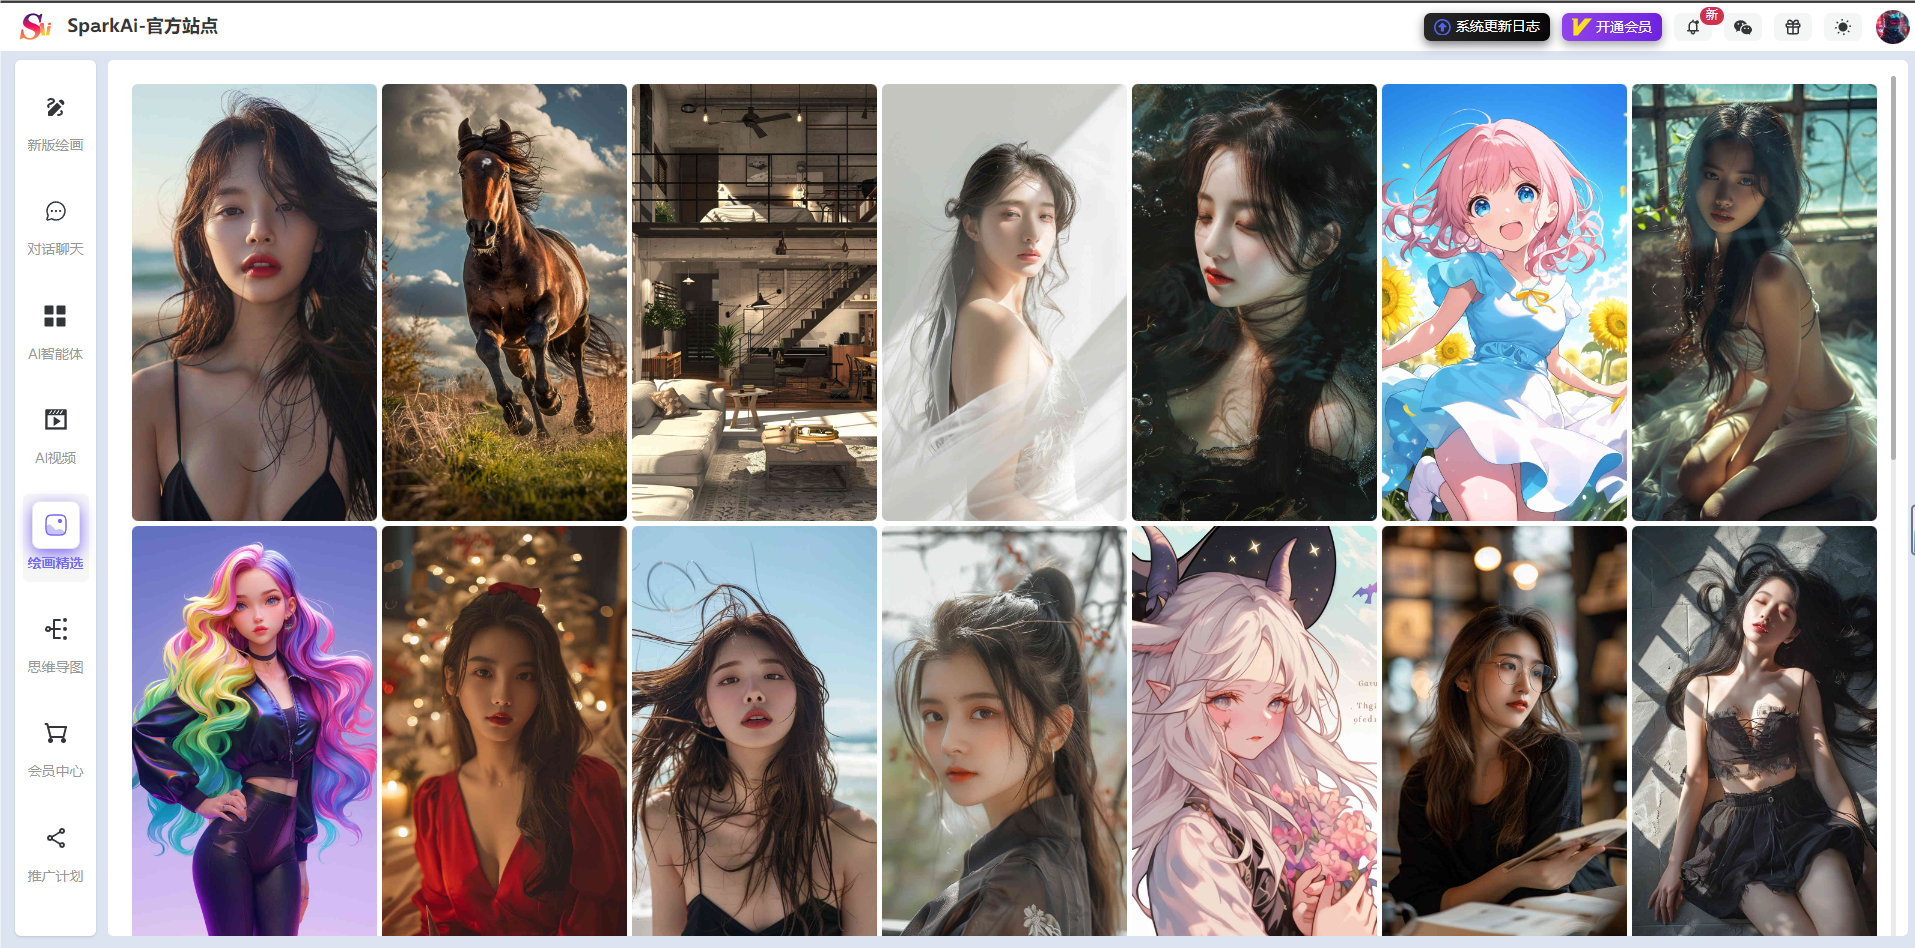 SparkAi-官方站点
系统更新日志
开通会员
新
新版绘画
对话聊天
AI智能体
AI视频
绘画精选
思维导图
会员中心
推广计划